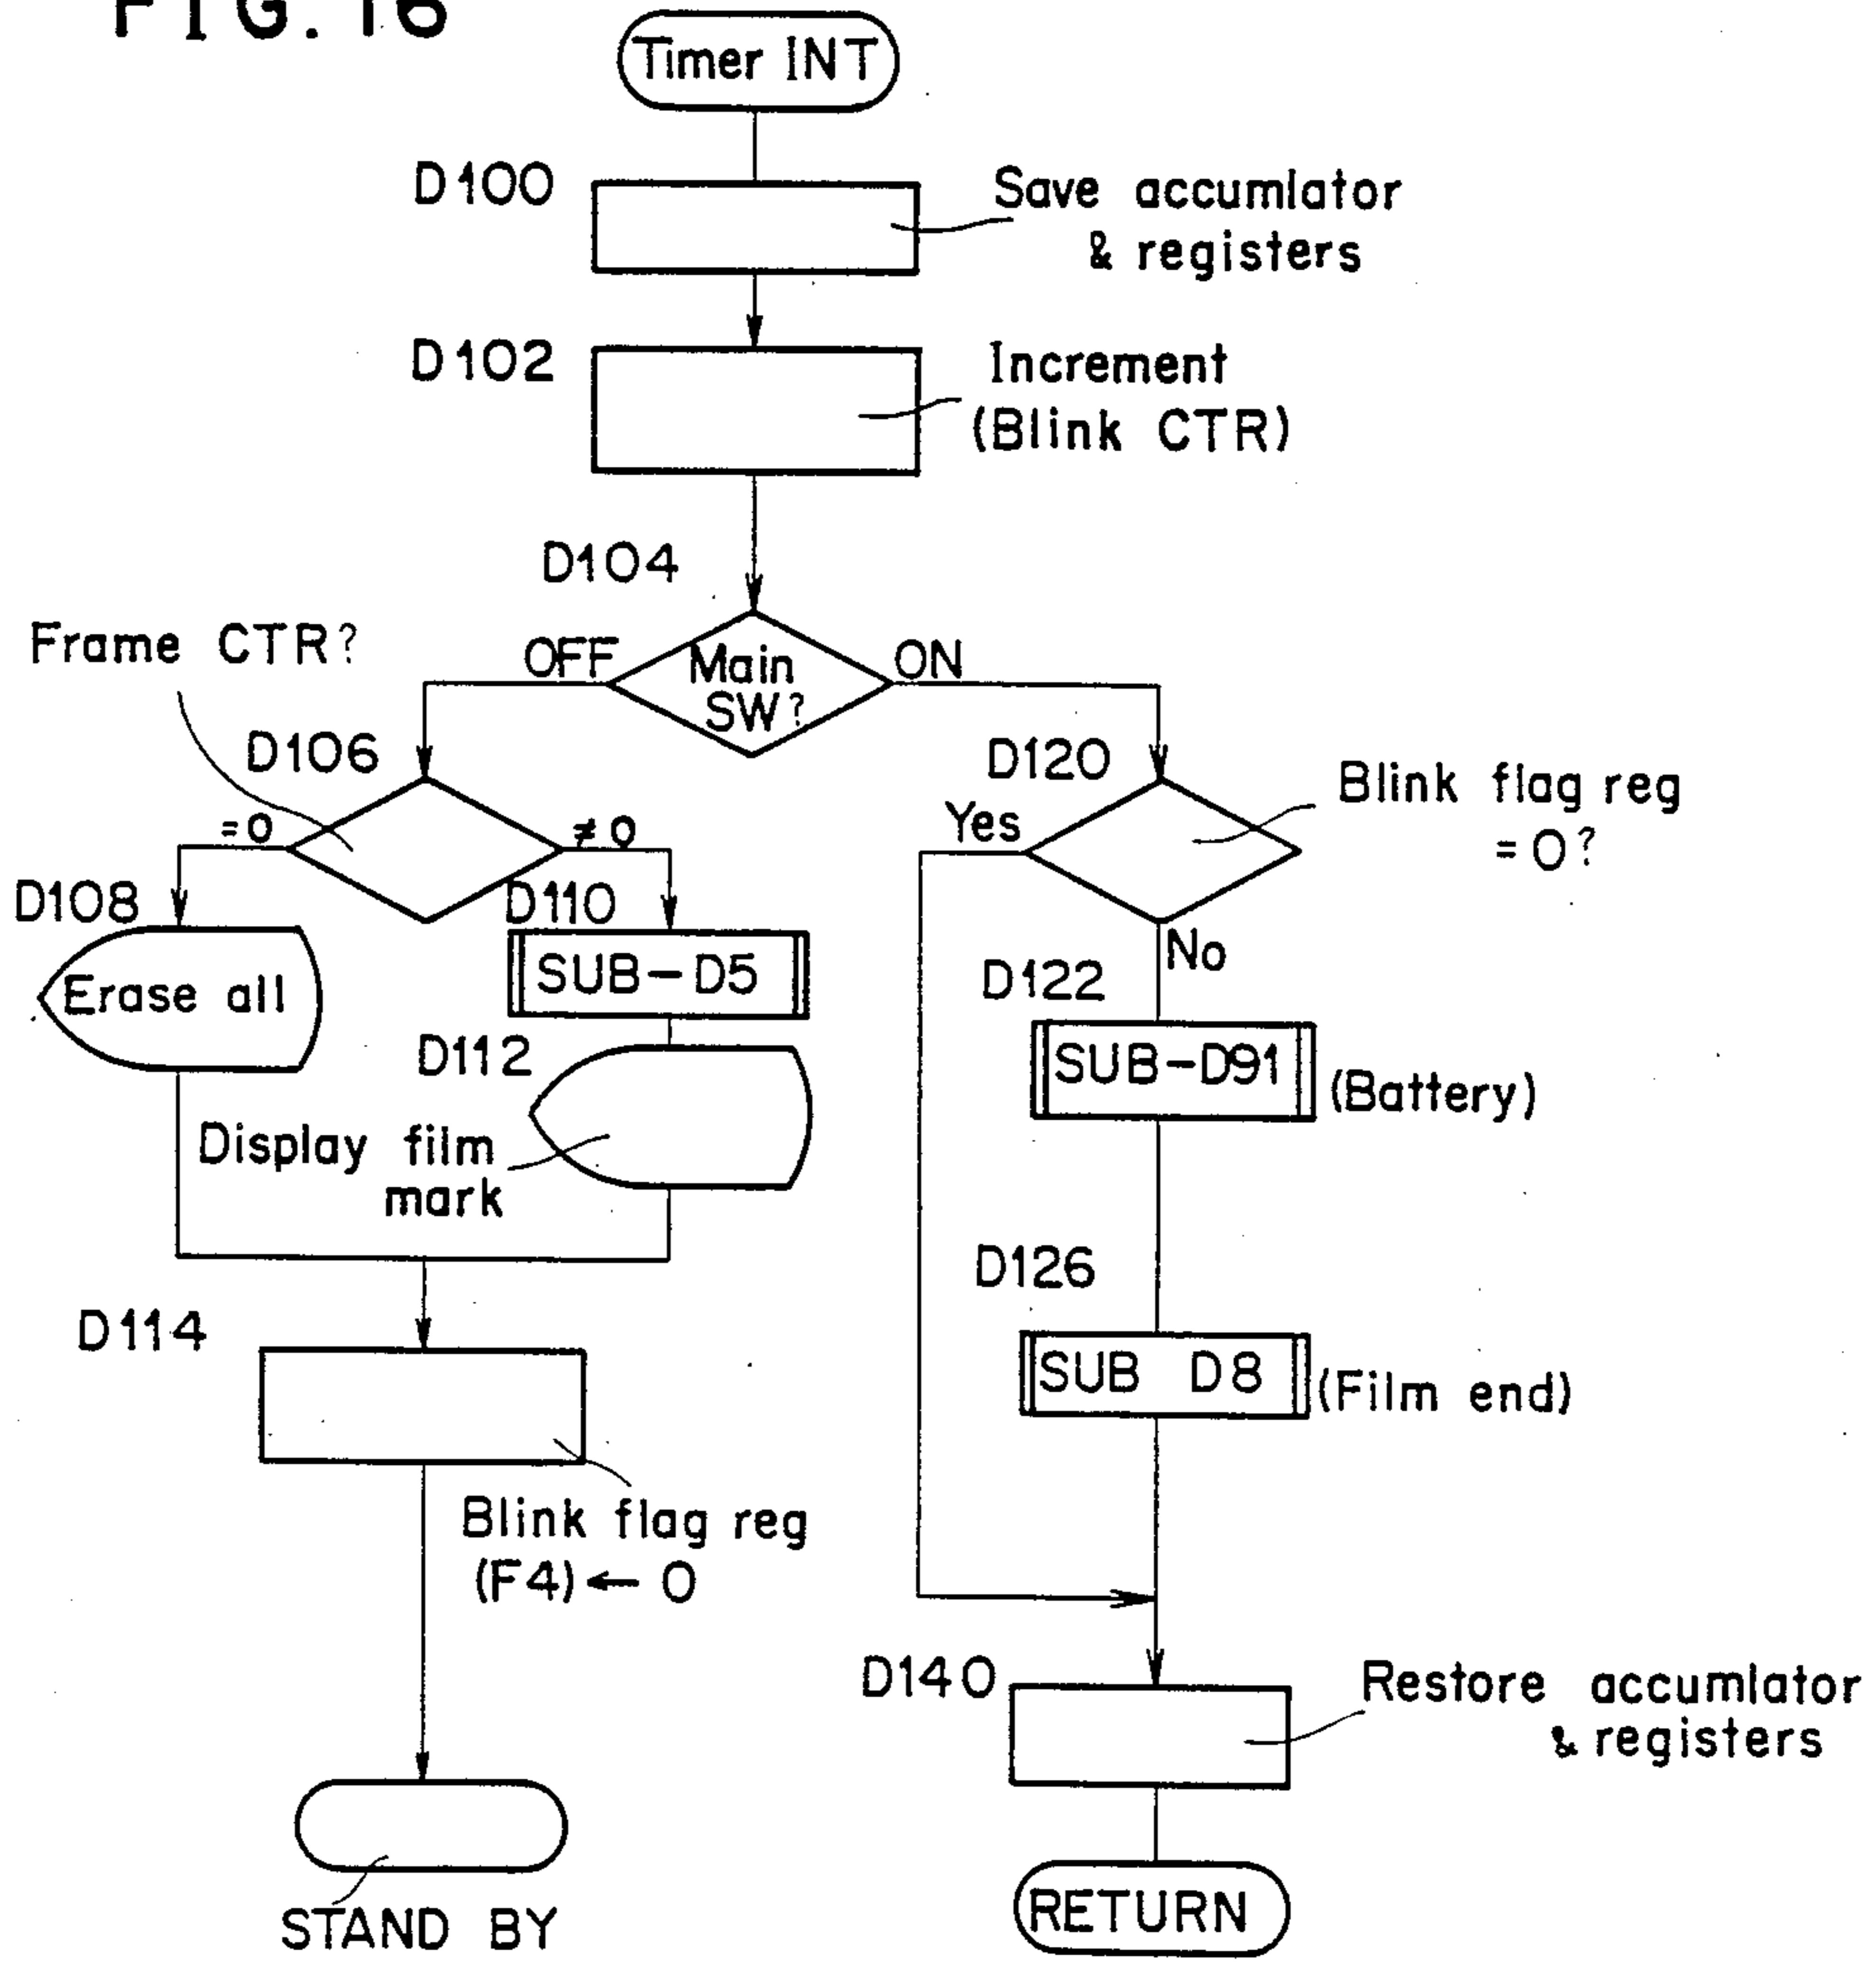 FIG. 16
Timer INT
D100
Save accumlator
& registers
D102
Increment
(Blink CTR)
D104
Main
SW?
OFF
ON
Frame CTR?
D106
=0
≠0
D120
Blink flag reg
=0?
Yes
No
D108
Erase all
D110
SUB-D5
D112
Display film
mark
D122
SUB-D91
(Battery)
D126
SUB D8
(Film end)
D114
Blink flag reg
(F4)← 0
D140
Restore accumlator
& registers
STAND BY
RETURN